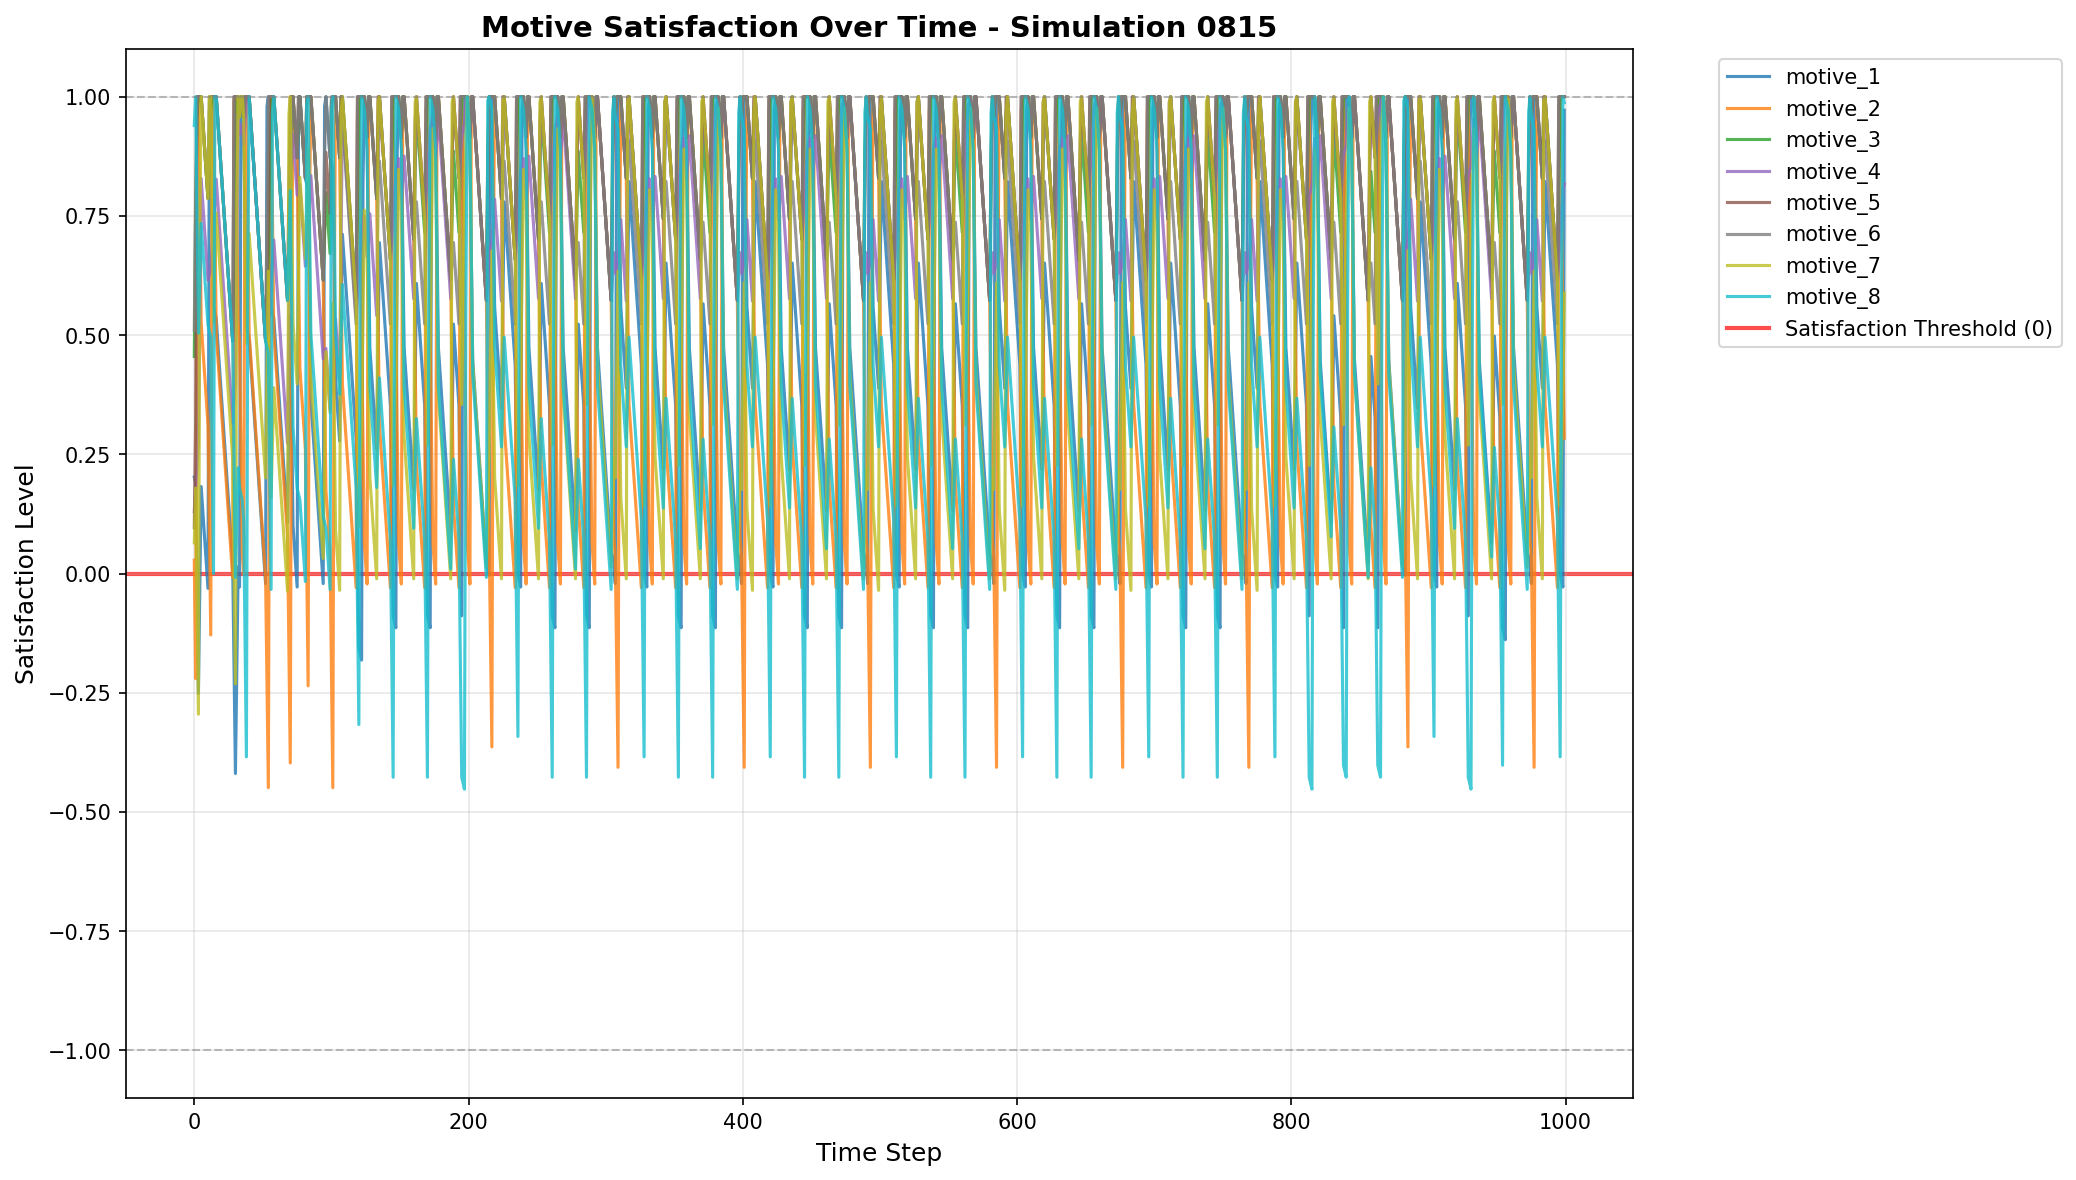 Motive Satisfaction Over Time - Simulation 0815
Satisfaction Level
1.00
0.75
0.50
0.25
0.00
−0.25
−0.50
−0.75
−1.00
0
200
400
600
800
1000
Time Step
motive_1
motive_2
motive_3
motive_4
motive_5
motive_6
motive_7
motive_8
Satisfaction Threshold (0)